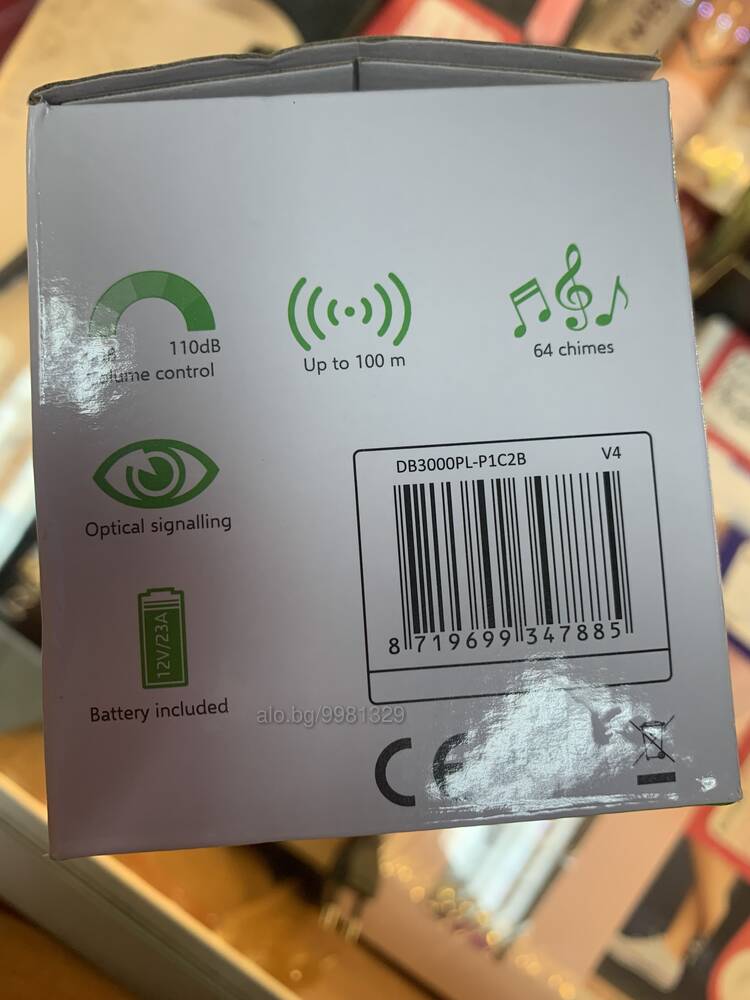 110dB
Volume control
Up to 100 m
64 chimes
Optical signalling
12V/23A
Battery included
DB3000PL-P1C2B V4
8 719699 347885
alo.bg/9981329
CE